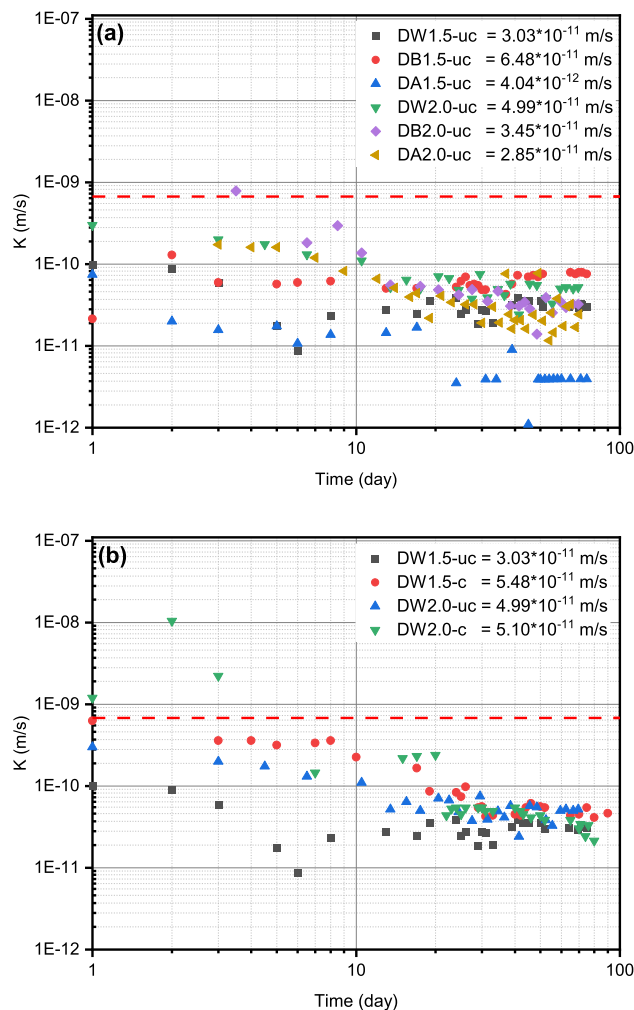 (a)
DW1.5-uc = 3.03*10⁻¹¹ m/s
DB1.5-uc = 6.48*10⁻¹¹ m/s
DA1.5-uc = 4.04*10⁻¹² m/s
DW2.0-uc = 4.99*10⁻¹¹ m/s
DB2.0-uc = 3.45*10⁻¹¹ m/s
DA2.0-uc = 2.85*10⁻¹¹ m/s
1E-07
1E-08
1E-09
1E-10
1E-11
1E-12
K (m/s)
1 10 100
Time (day)
(b)
DW1.5-uc = 3.03*10⁻¹¹ m/s
DW1.5-c = 5.48*10⁻¹¹ m/s
DW2.0-uc = 4.99*10⁻¹¹ m/s
DW2.0-c = 5.10*10⁻¹¹ m/s
1E-07
1E-08
1E-09
1E-10
1E-11
1E-12
K (m/s)
1 10 100
Time (day)